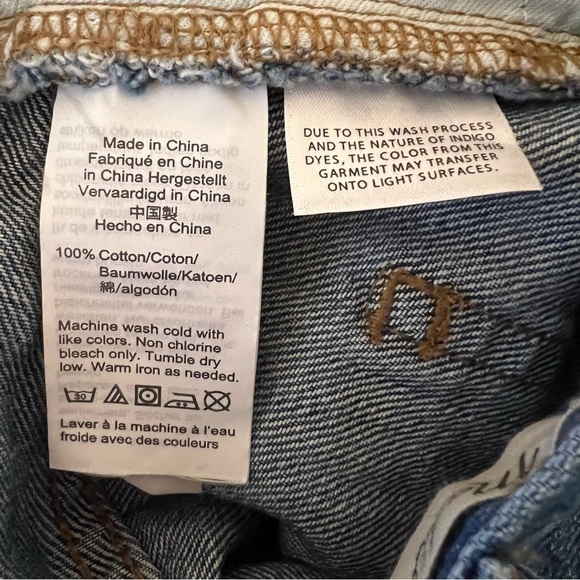 Made in China
Fabriqué en Chine
in China Hergestellt
Vervaardigd in China
中国製
Hecho en China
100% Cotton/Coton/
Baumwolle/Katoen/
綿/algodón
Machine wash cold with
like colors. Non chlorine
bleach only. Tumble dry
low. Warm iron as needed.
30
Laver à la machine à l'eau
froide avec des couleurs
DUE TO THIS WASH PROCESS
AND THE NATURE OF INDIGO
DYES, THE COLOR FROM THIS
GARMENT MAY TRANSFER
ONTO LIGHT SURFACES.